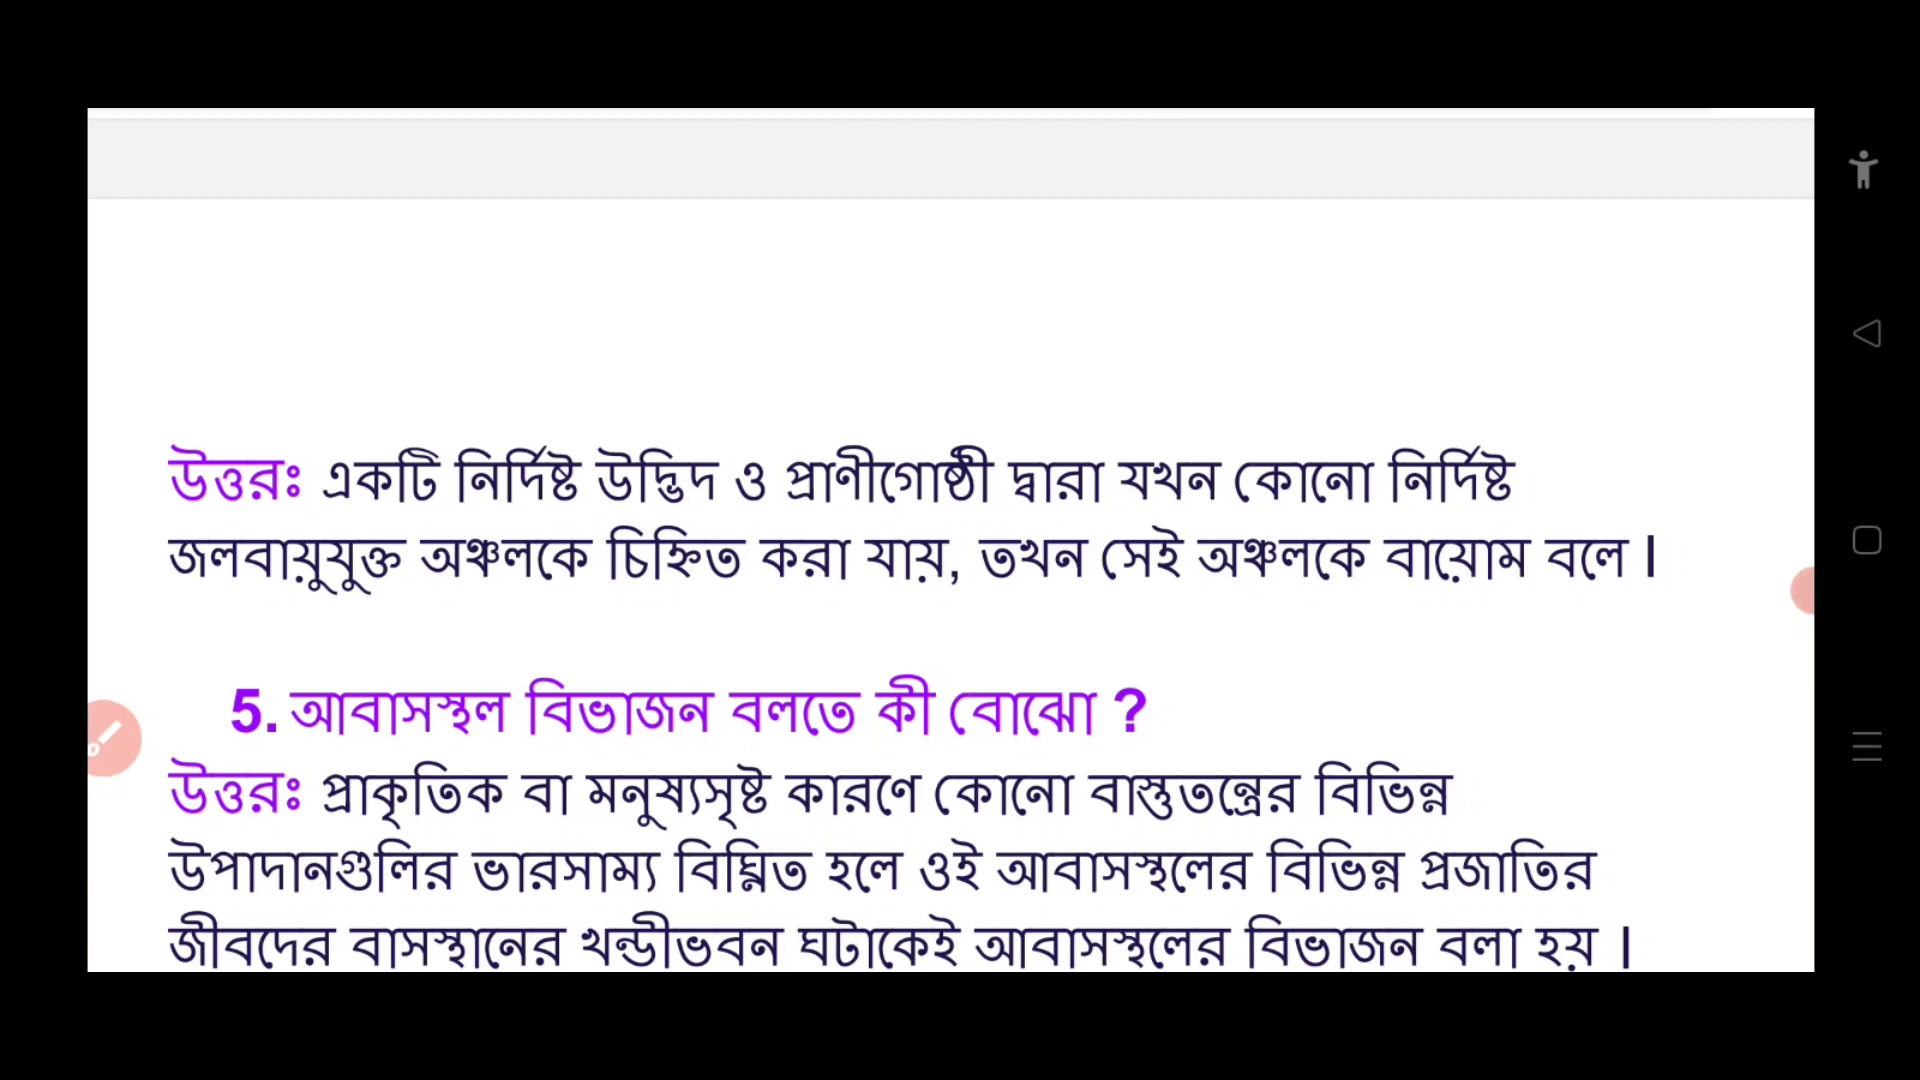 উত্তরঃ একটি নির্দিষ্ট উদ্ভিদ ও প্রাণীগোষ্ঠী দ্বারা যখন কোনো নির্দিষ্ট
জলবায়ুযুক্ত অঞ্চলকে চিহ্নিত করা যায়, তখন সেই অঞ্চলকে বায়োম বলে।
5. আবাসস্থল বিভাজন বলতে কী বোঝো ?
উত্তরঃ প্রাকৃতিক বা মনুষ্যসৃষ্ট কারণে কোনো বাস্তুতন্ত্রের বিভিন্ন
উপাদানগুলির ভারসাম্য বিঘ্নিত হলে ওই আবাসস্থলের বিভিন্ন প্রজাতির
জীবদের বাসস্থানের খন্ডীভবন ঘটাকেই আবাসস্থলের বিভাজন বলা হয় ।